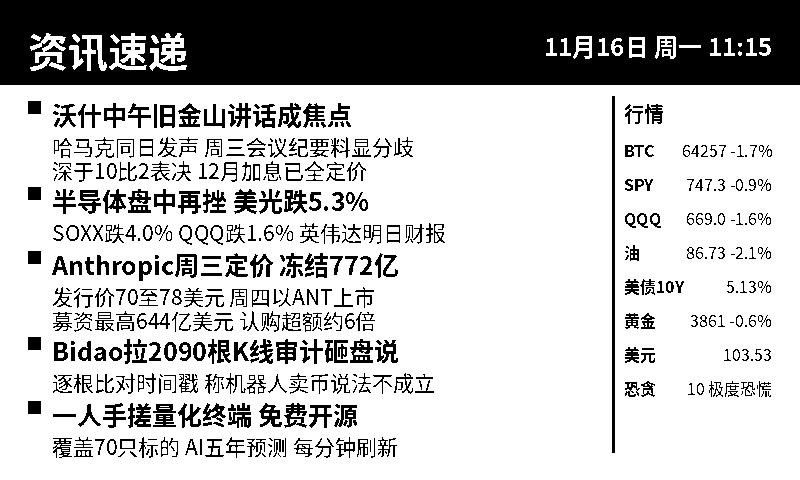 资讯速递
11月16日 周一 11:15
沃什中午旧金山讲话成焦点
哈马克同日发声 周三会议纪要料显分歧
深于10比2表决 12月加息已全定价
半导体盘中再挫 美光跌5.3%
SOXX跌4.0% QQQ跌1.6% 英伟达明日财报
Anthropic周三定价 冻结772亿
发行价70至78美元 周四以ANT上市
募资最高644亿美元 认购超额约6倍
Bidao拉2090根K线审计砸盘说
逐根比对时间戳 称机器人卖币说法不成立
一人手搓量化终端 免费开源
覆盖70只标的 AI五年预测 每分钟刷新
行情
BTC 64257 -1.7%
SPY 747.3 -0.9%
QQQ 669.0 -1.6%
油 86.73 -2.1%
美债10Y 5.13%
黄金 3861 -0.6%
美元 103.53
恐贪 10 极度恐慌